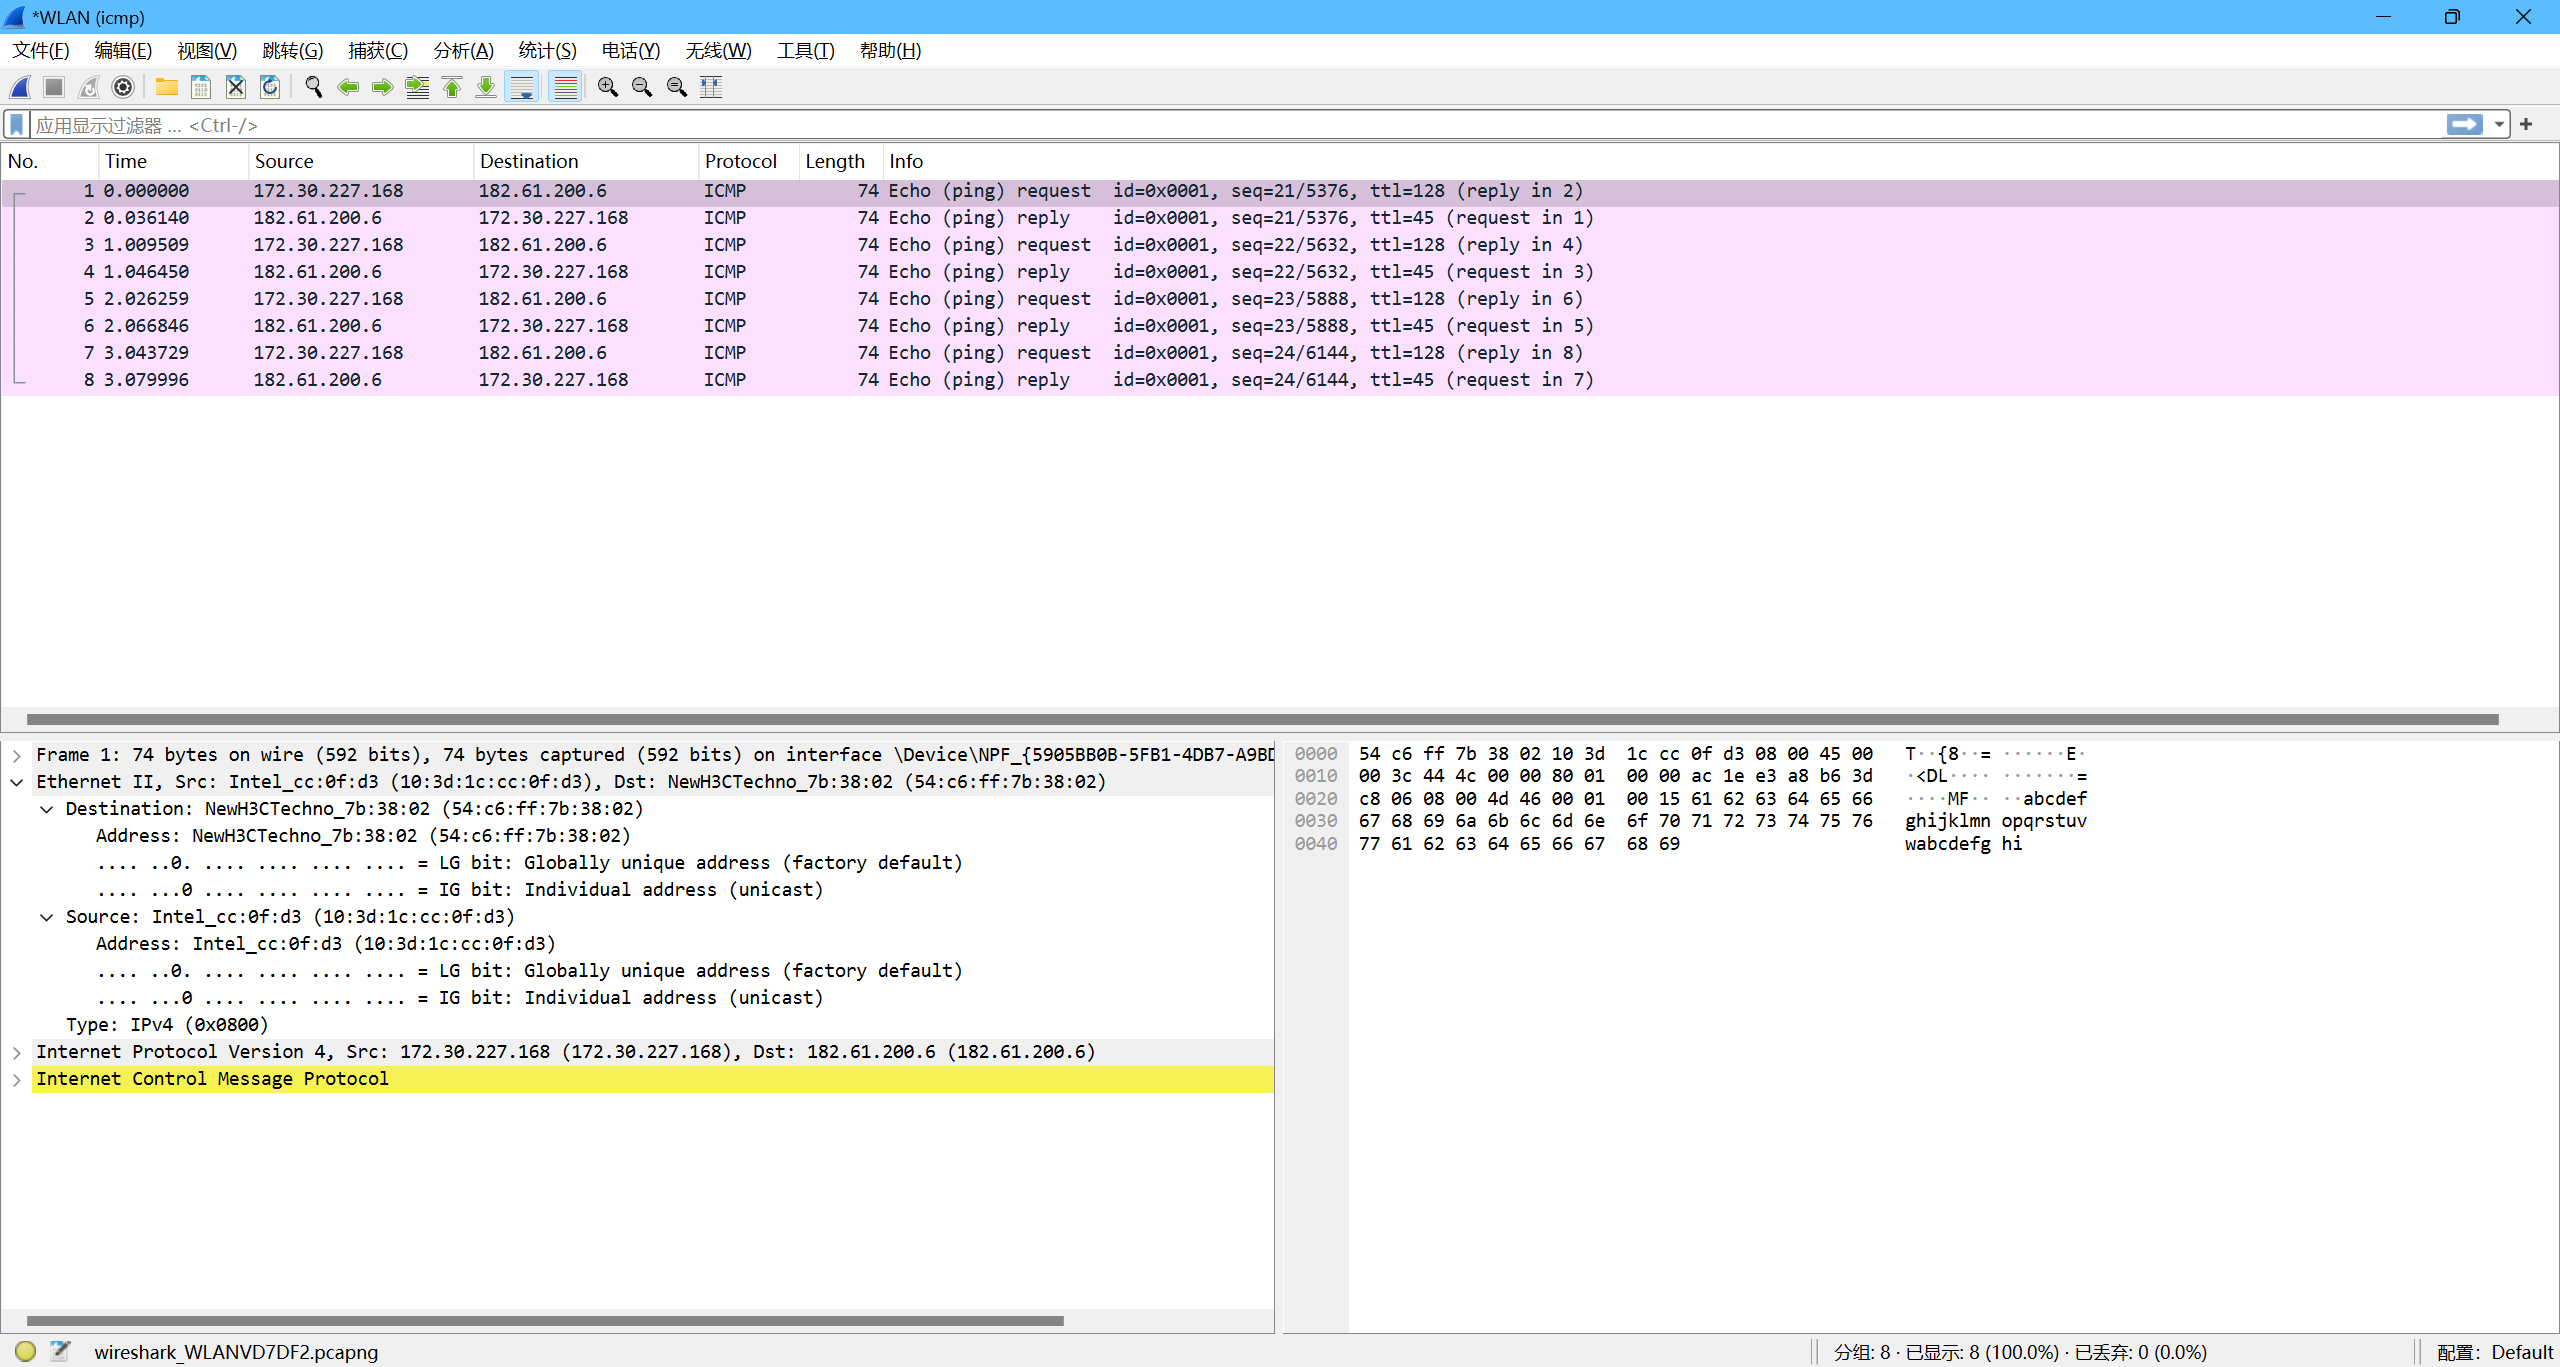 *WLAN (icmp)
文件(F) 编辑(E) 视图(V) 跳转(G) 捕获(C) 分析(A) 统计(S) 电话(Y) 无线(W) 工具(T) 帮助(H)
应用显示过滤器 … <Ctrl-/>
No. Time Source Destination Protocol Length Info
1 0.000000 172.30.227.168 182.61.200.6 ICMP 74 Echo (ping) request id=0x0001, seq=21/5376, ttl=128 (reply in 2)
2 0.036140 182.61.200.6 172.30.227.168 ICMP 74 Echo (ping) reply id=0x0001, seq=21/5376, ttl=45 (request in 1)
3 1.009509 172.30.227.168 182.61.200.6 ICMP 74 Echo (ping) request id=0x0001, seq=22/5632, ttl=128 (reply in 4)
4 1.046450 182.61.200.6 172.30.227.168 ICMP 74 Echo (ping) reply id=0x0001, seq=22/5632, ttl=45 (request in 3)
5 2.026259 172.30.227.168 182.61.200.6 ICMP 74 Echo (ping) request id=0x0001, seq=23/5888, ttl=128 (reply in 6)
6 2.066846 182.61.200.6 172.30.227.168 ICMP 74 Echo (ping) reply id=0x0001, seq=23/5888, ttl=45 (request in 5)
7 3.043729 172.30.227.168 182.61.200.6 ICMP 74 Echo (ping) request id=0x0001, seq=24/6144, ttl=128 (reply in 8)
8 3.079996 182.61.200.6 172.30.227.168 ICMP 74 Echo (ping) reply id=0x0001, seq=24/6144, ttl=45 (request in 7)
Frame 1: 74 bytes on wire (592 bits), 74 bytes captured (592 bits) on interface \Device\NPF_{5905BB0B-5FB1-4DB7-A9BD
Ethernet II, Src: Intel_cc:0f:d3 (10:3d:1c:cc:0f:d3), Dst: NewH3CTechno_7b:38:02 (54:c6:ff:7b:38:02)
Destination: NewH3CTechno_7b:38:02 (54:c6:ff:7b:38:02)
Address: NewH3CTechno_7b:38:02 (54:c6:ff:7b:38:02)
.... ..0. .... .... .... .... = LG bit: Globally unique address (factory default)
.... ...0 .... .... .... .... = IG bit: Individual address (unicast)
Source: Intel_cc:0f:d3 (10:3d:1c:cc:0f:d3)
Address: Intel_cc:0f:d3 (10:3d:1c:cc:0f:d3)
.... ..0. .... .... .... .... = LG bit: Globally unique address (factory default)
.... ...0 .... .... .... .... = IG bit: Individual address (unicast)
Type: IPv4 (0x0800)
Internet Protocol Version 4, Src: 172.30.227.168 (172.30.227.168), Dst: 182.61.200.6 (182.61.200.6)
Internet Control Message Protocol
0000 54 c6 ff 7b 38 02 10 3d 1c cc 0f d3 08 00 45 00 T··{8··= ······E·
0010 00 3c 44 4c 00 00 80 01 00 00 ac 1e e3 a8 b6 3d ·<DL···· ·······=
0020 c8 06 08 00 4d 46 00 01 00 15 61 62 63 64 65 66 ····MF·· ··abcdef
0030 67 68 69 6a 6b 6c 6d 6e 6f 70 71 72 73 74 75 76 ghijklmn opqrstuv
0040 77 61 62 63 64 65 66 67 68 69 wabcdefg hi
wireshark_WLANVD7DF2.pcapng 分组: 8 · 已显示: 8 (100.0%) · 已丢弃: 0 (0.0%) 配置: Default